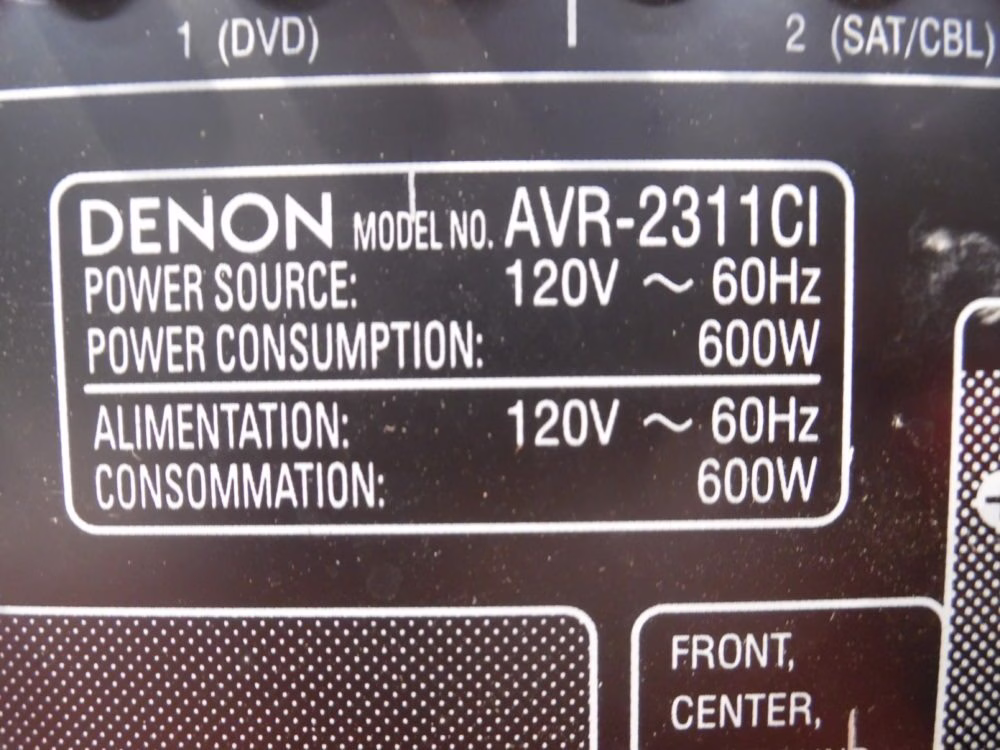 1 (DVD)
2 (SAT/CBL)
DENON MODEL NO. AVR-2311CI
POWER SOURCE: 120V ~ 60Hz
POWER CONSUMPTION: 600W
ALIMENTATION: 120V ~ 60Hz
CONSOMMATION: 600W
FRONT,
CENTER,